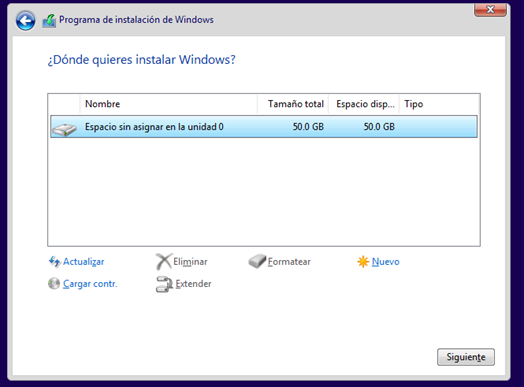 Programa de instalación de Windows
¿Dónde quieres instalar Windows?
Nombre Tamaño total Espacio disp... Tipo
Espacio sin asignar en la unidad 0 50.0 GB 50.0 GB
Actualizar Eliminar Formatear Nuevo
Cargar contr. Extender
Siguiente